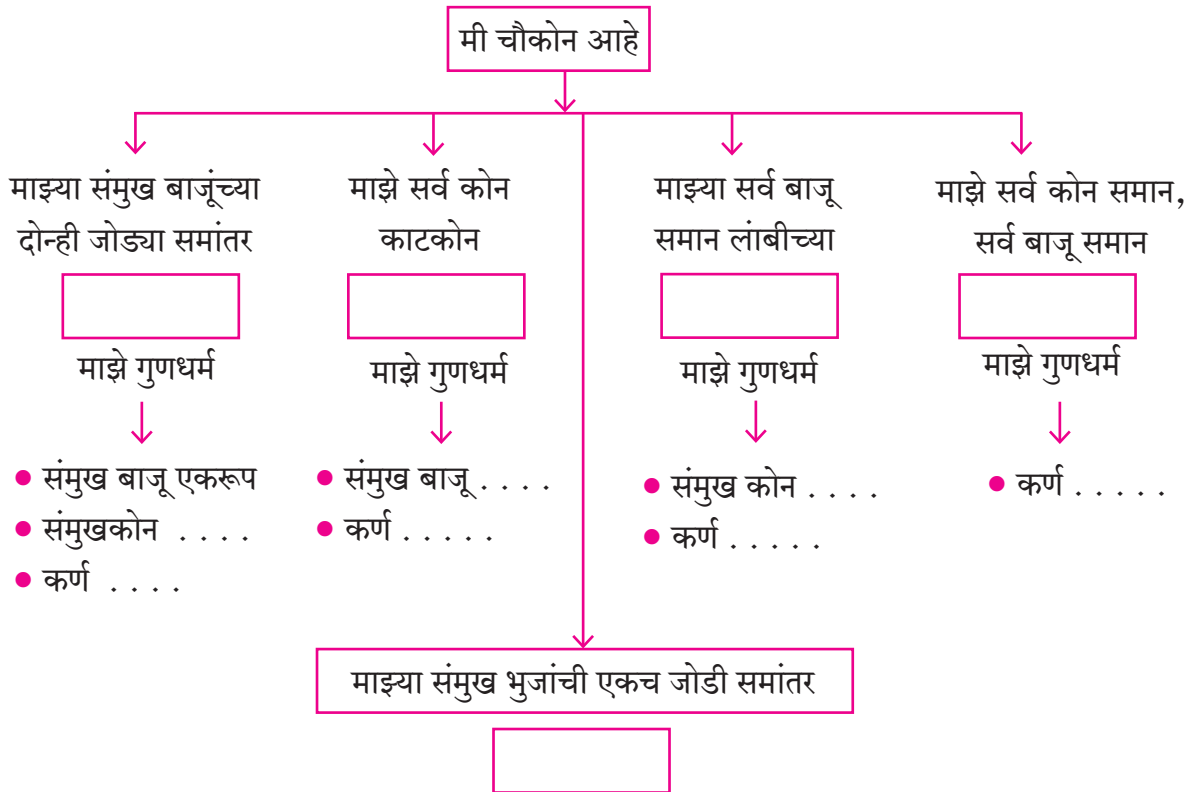 मी चौकोन आहे
माझ्या संमुख बाजूंच्या
दोन्ही जोड्या समांतर
माझे गुणधर्म
• संमुख बाजू एकरूप
• संमुखकोन . . . .
• कर्ण . . . .
माझे सर्व कोन
काटकोन
माझे गुणधर्म
• संमुख बाजू . . . .
• कर्ण . . . . .
माझ्या सर्व बाजू
समान लांबीच्या
माझे गुणधर्म
• संमुख कोन . . . .
• कर्ण . . . . .
माझे सर्व कोन समान,
सर्व बाजू समान
माझे गुणधर्म
• कर्ण . . . . .
माझ्या संमुख भुजांची एकच जोडी समांतर